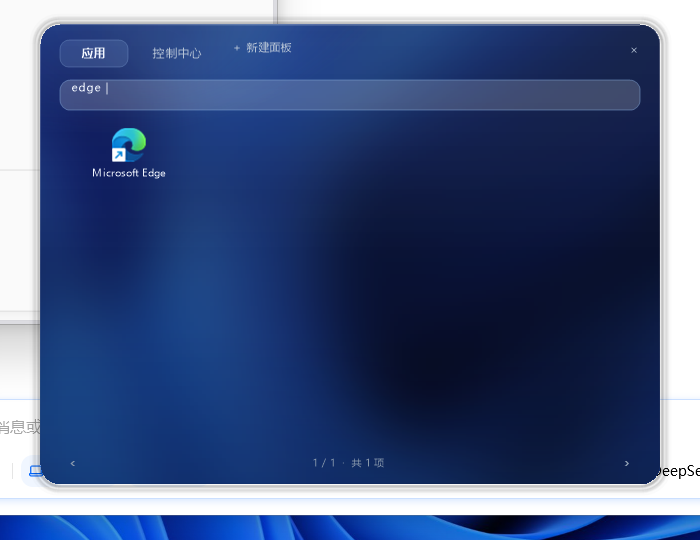 应用 控制中心 + 新建面板 ×
edge
Microsoft Edge
消息或
‹ 1 / 1 · 共 1 项 ›
DeepSe